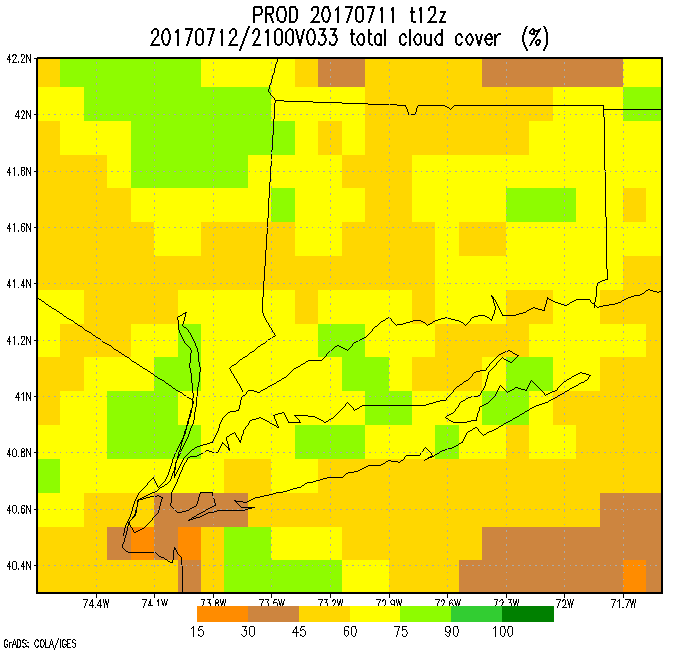 PROD 20170711 t12z
20170712/2100V033 total cloud cover (%)
42.2N
42N
41.8N
41.6N
41.4N
41.2N
41N
40.8N
40.6N
40.4N
74.4W 74.1W 73.8W 73.5W 73.2W 72.9W 72.6W 72.3W 72W 71.7W
15 30 45 60 75 90 100
GrADS: COLA/IGES